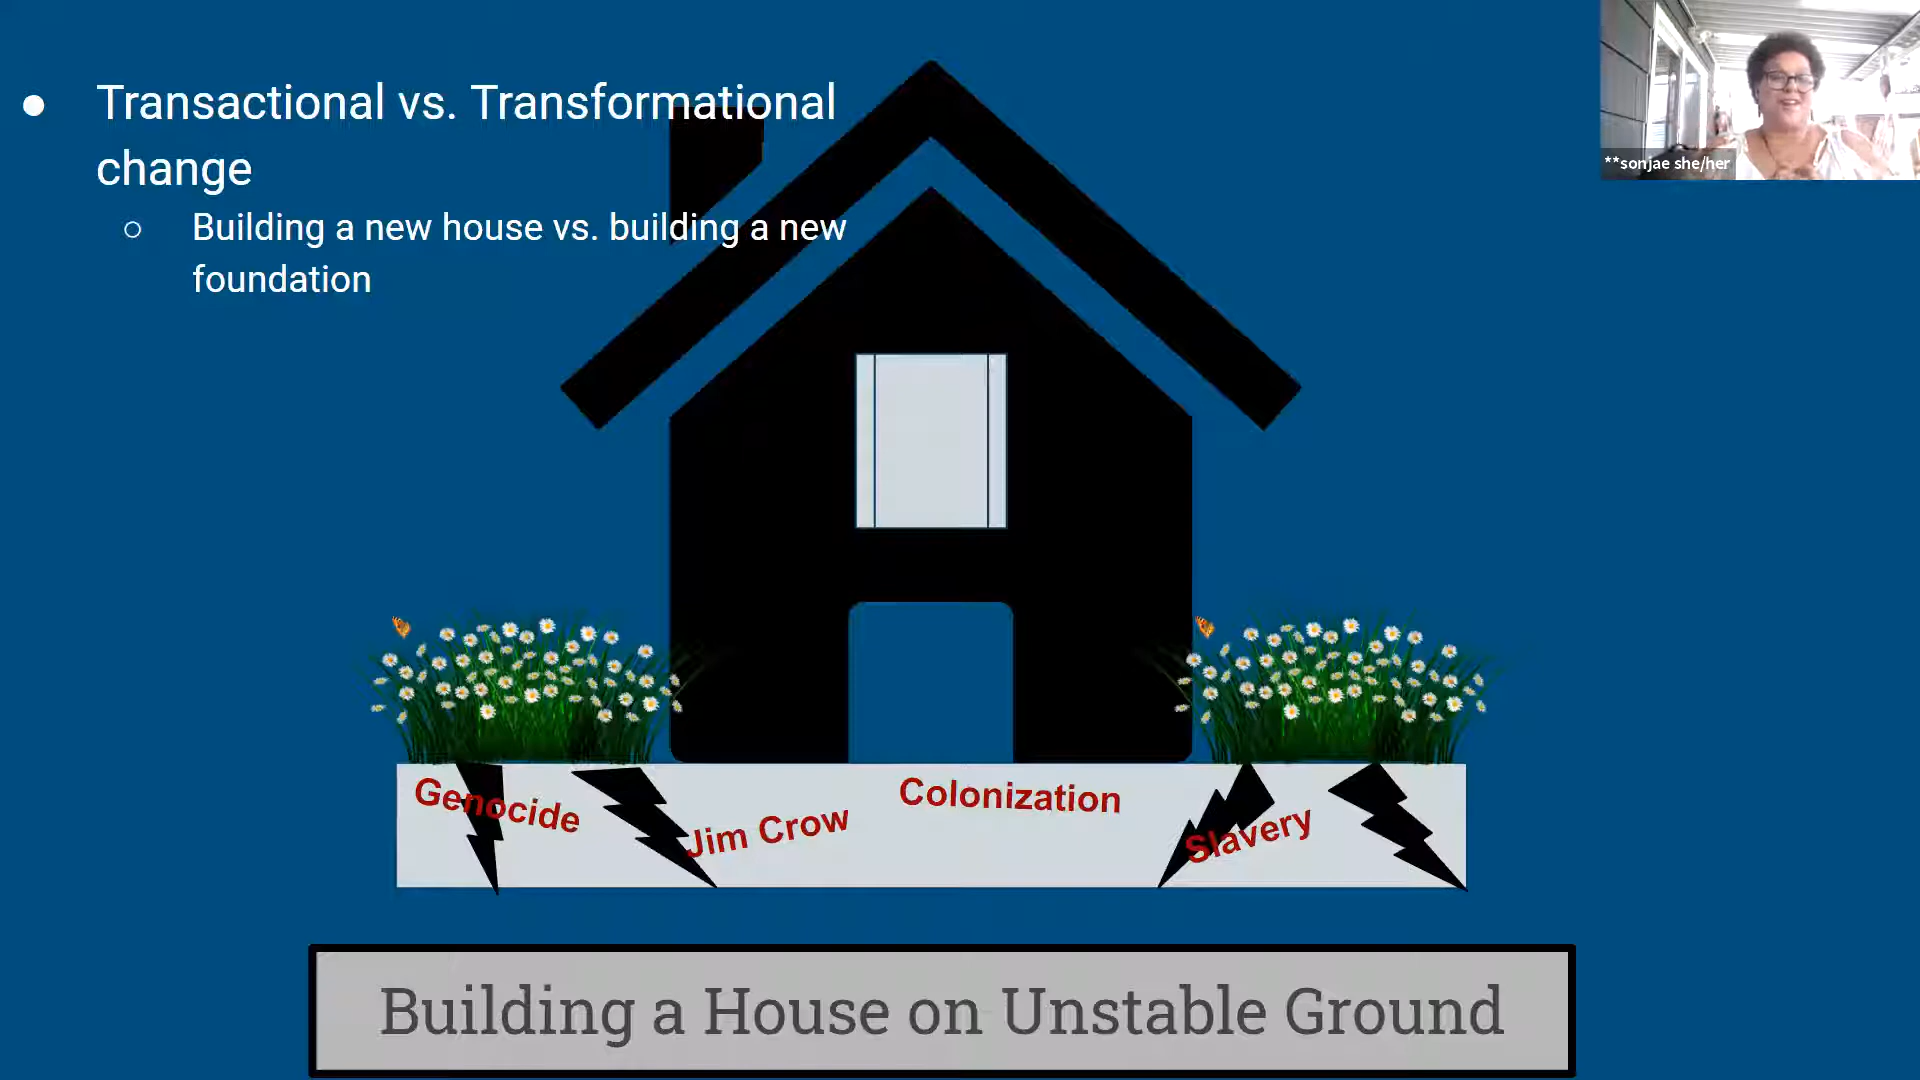 Transactional vs. Transformational
change
Building a new house vs. building a new
foundation
**sonjae she/her
Genocide
Jim Crow
Colonization
Slavery
Building a House on Unstable Ground